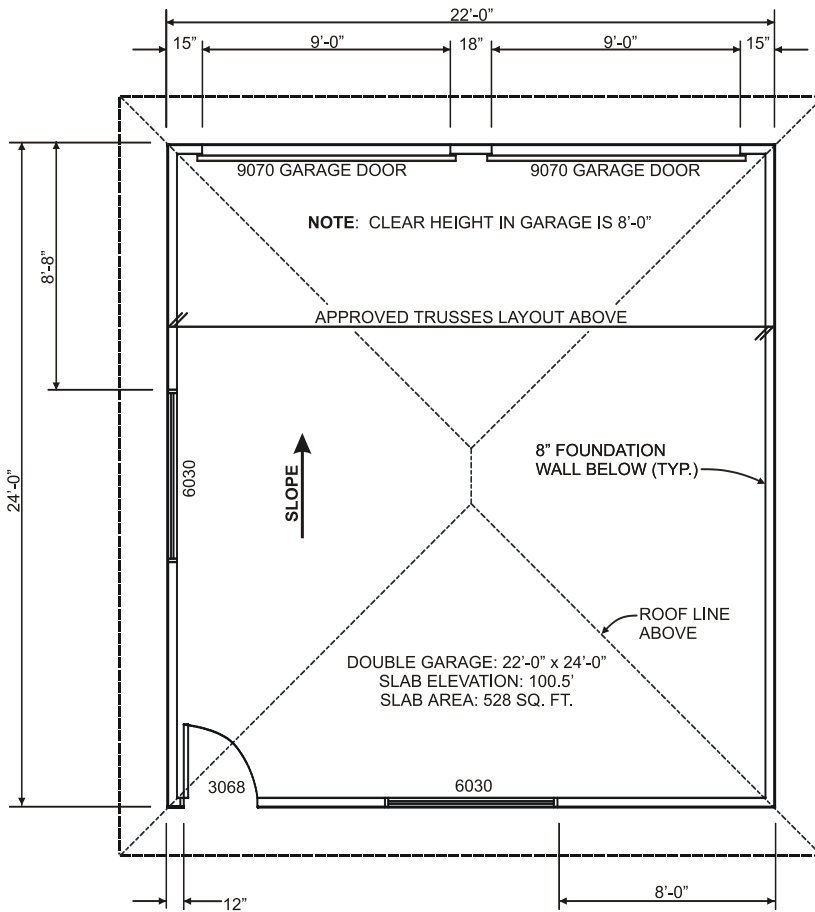 22’-0”
15” 9’-0” 18” 9’-0” 15”
9070 GARAGE DOOR 9070 GARAGE DOOR
NOTE: CLEAR HEIGHT IN GARAGE IS 8’-0”
8’-8”
APPROVED TRUSSES LAYOUT ABOVE
24’-0”
6030
SLOPE
8” FOUNDATION
WALL BELOW (TYP.)
ROOF LINE
ABOVE
DOUBLE GARAGE: 22’-0” x 24’-0”
SLAB ELEVATION: 100.5’
SLAB AREA: 528 SQ. FT.
3068 6030
12” 8’-0”